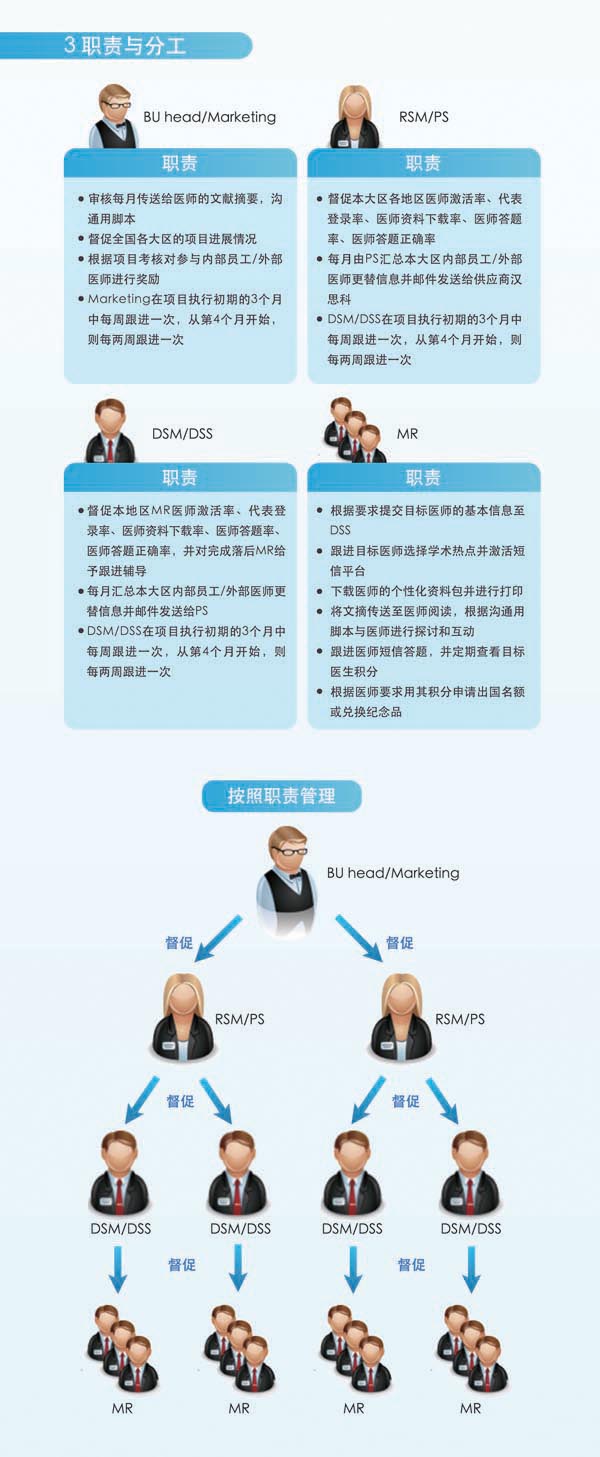 3 职责与分工
BU head/Marketing
职责
● 审核每月传送给医师的文献摘要，沟
通用脚本
● 督促全国各大区的项目进展情况
● 根据项目考核对参与内部员工/外部
医师进行奖励
● Marketing在项目执行初期的3个月
中每周跟进一次，从第4个月开始，
则每两周跟进一次
RSM/PS
职责
● 督促本大区各地区医师激活率、代表
登录率、医师资料下载率、医师答题
率、医师答题正确率
● 每月由PS汇总本大区内部员工/外部
医师更替信息并邮件发送给供应商汉
思科
● DSM/DSS在项目执行初期的3个月中
每周跟进一次，从第4个月开始，则
每两周跟进一次
DSM/DSS
职责
● 督促本地区MR医师激活率、代表登
录率、医师资料下载率、医师答题率、
医师答题正确率，并对完成落后MR给
予跟进辅导
● 每月汇总本大区内部员工/外部医师更
替信息并邮件发送给PS
● DSM/DSS在项目执行初期的3个月中
每周跟进一次，从第4个月开始，则
每两周跟进一次
MR
职责
● 根据要求提交目标医师的基本信息至
DSS
● 跟进目标医师选择学术热点并激活短
信平台
● 下载医师的个性化资料包并进行打印
● 将文摘传送至医师阅读，根据沟通用
脚本与医师进行探讨和互动
● 跟进医师短信答题，并定期查看目标
医生积分
● 根据医师要求用其积分申请出国名额
或兑换纪念品
按照职责管理
BU head/Marketing
督促 督促
RSM/PS RSM/PS
督促 督促
DSM/DSS DSM/DSS DSM/DSS DSM/DSS
督促 督促
MR MR MR MR